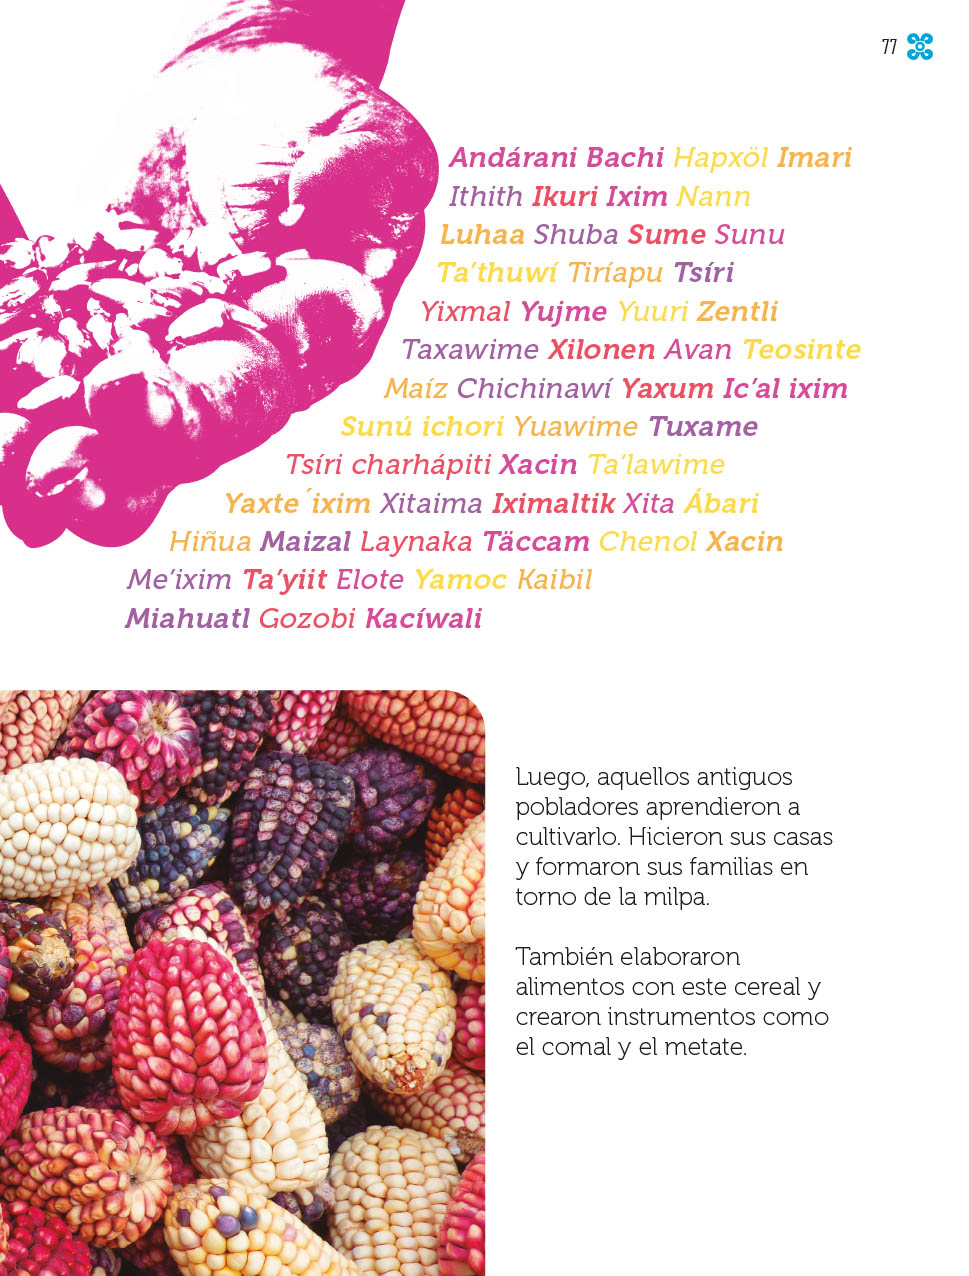 77
Andárani Bachi Hapxöl Imari
Ithith Ikuri Ixim Nann
Luhaa Shuba Sume Sunu
Ta’thuwí Tiríapu Tsíri
Yixmal Yujme Yuuri Zentli
Taxawime Xilonen Avan Teosinte
Maíz Chichinawí Yaxum Ic’al ixim
Sunú ichori Yuawime Tuxame
Tsíri charhápiti Xacin Ta’lawime
Yaxte´ixim Xitaima Iximaltik Xita Ábari
Hiñua Maizal Laynaka Täccam Chenol Xacin
Me’ixim Ta’yiit Elote Yamoc Kaibil
Miahuatl Gozobi Kacíwali
Luego, aquellos antiguos
pobladores aprendieron a
cultivarlo. Hicieron sus casas
y formaron sus familias en
torno de la milpa.
También elaboraron
alimentos con este cereal y
crearon instrumentos como
el comal y el metate.